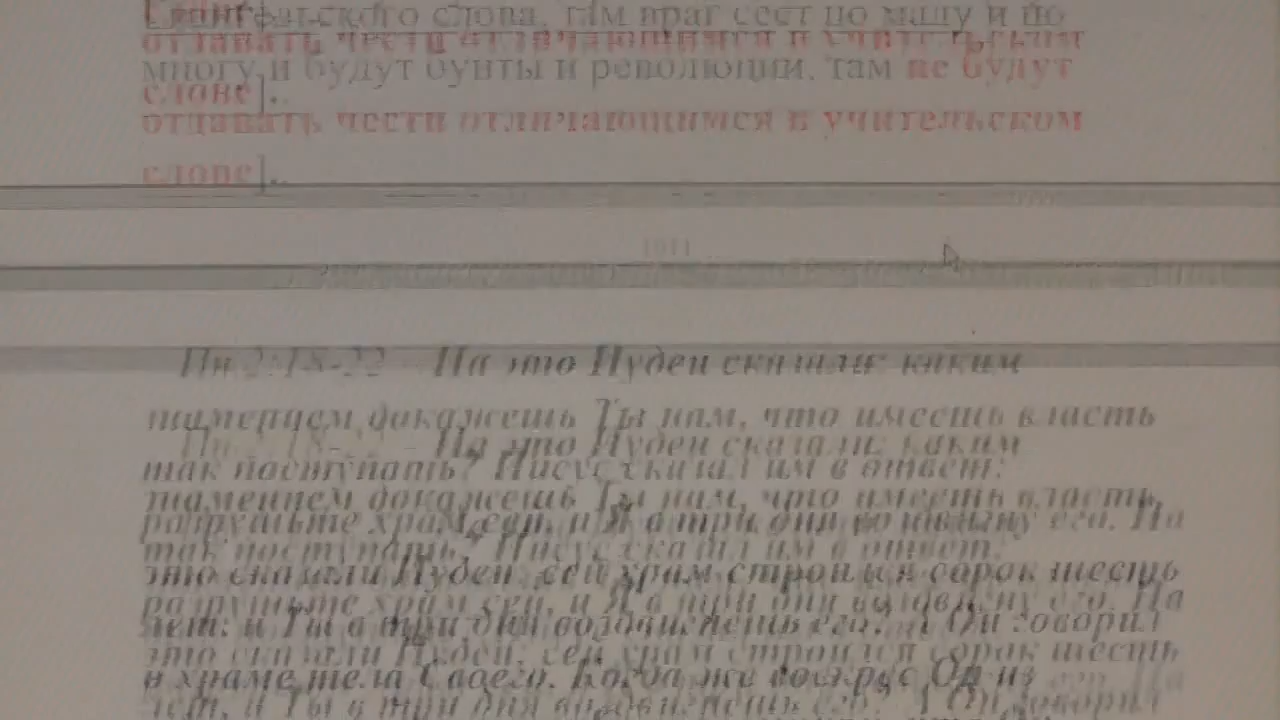 слова, там враг сеет по малу и по
многу и будут бунты и революции, там не будут
отдавать чести отличающимся в учительском
слове].
1011
Ин 2:18-22 – На это Иудеи сказали: каким
знамением докажешь Ты нам, что имеешь власть
так поступать? Иисус сказал им в ответ:
разрушьте храм сей, и Я в три дня воздвигну его. На
это сказали Иудеи: сей храм строился сорок шесть
лет, и Ты в три дня воздвигнешь его? А Он говорил
о храме тела Своего. Когда же воскрес Он из